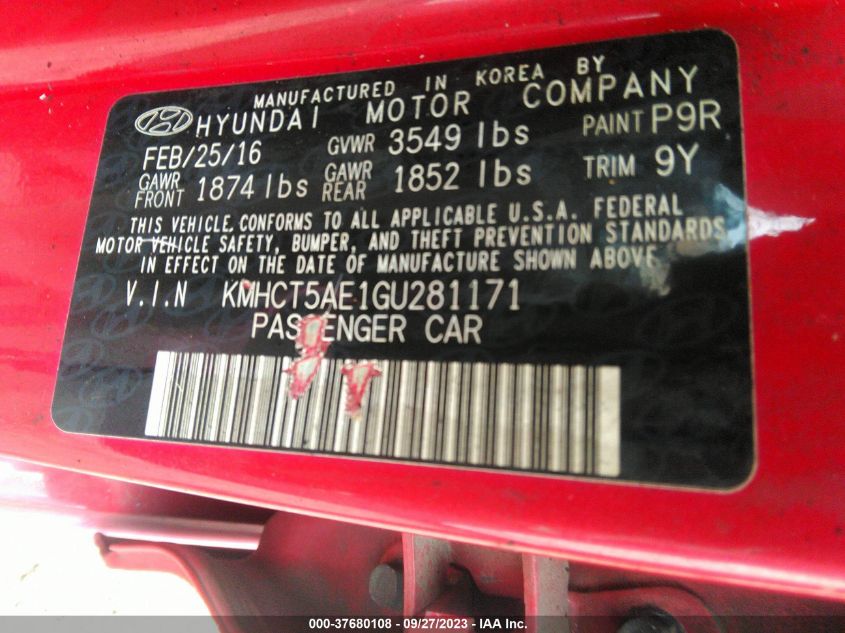 MANUFACTURED IN KOREA BY
HYUNDAI MOTOR COMPANY
FEB/25/16 GVWR 3549 lbs PAINT P9R
GAWR FRONT 1874 lbs GAWR REAR 1852 lbs TRIM 9Y
THIS VEHICLE CONFORMS TO ALL APPLICABLE U.S.A. FEDERAL
MOTOR VEHICLE SAFETY, BUMPER, AND THEFT PREVENTION STANDARDS
IN EFFECT ON THE DATE OF MANUFACTURE SHOWN ABOVE
V.I.N KMHCT5AE1GU281171
PASSENGER CAR
000-37680108 - 09/27/2023 - IAA Inc.